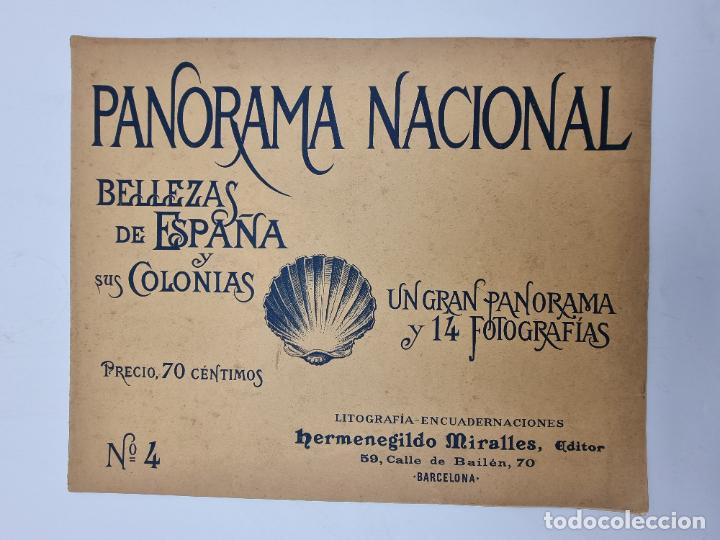 PANORAMA NACIONAL
BELLEZAS
DE ESPAÑA
y
sus COLONIAS
UN GRAN PANORAMA
y 14 FOTOGRAFÍAS
PRECIO, 70 CÉNTIMOS
LITOGRAFÍA-ENCUADERNACIONES
Hermenegildo Miralles, Editor
59, Calle de Bailén, 70
·BARCELONA·
Nº 4
todocoleccion